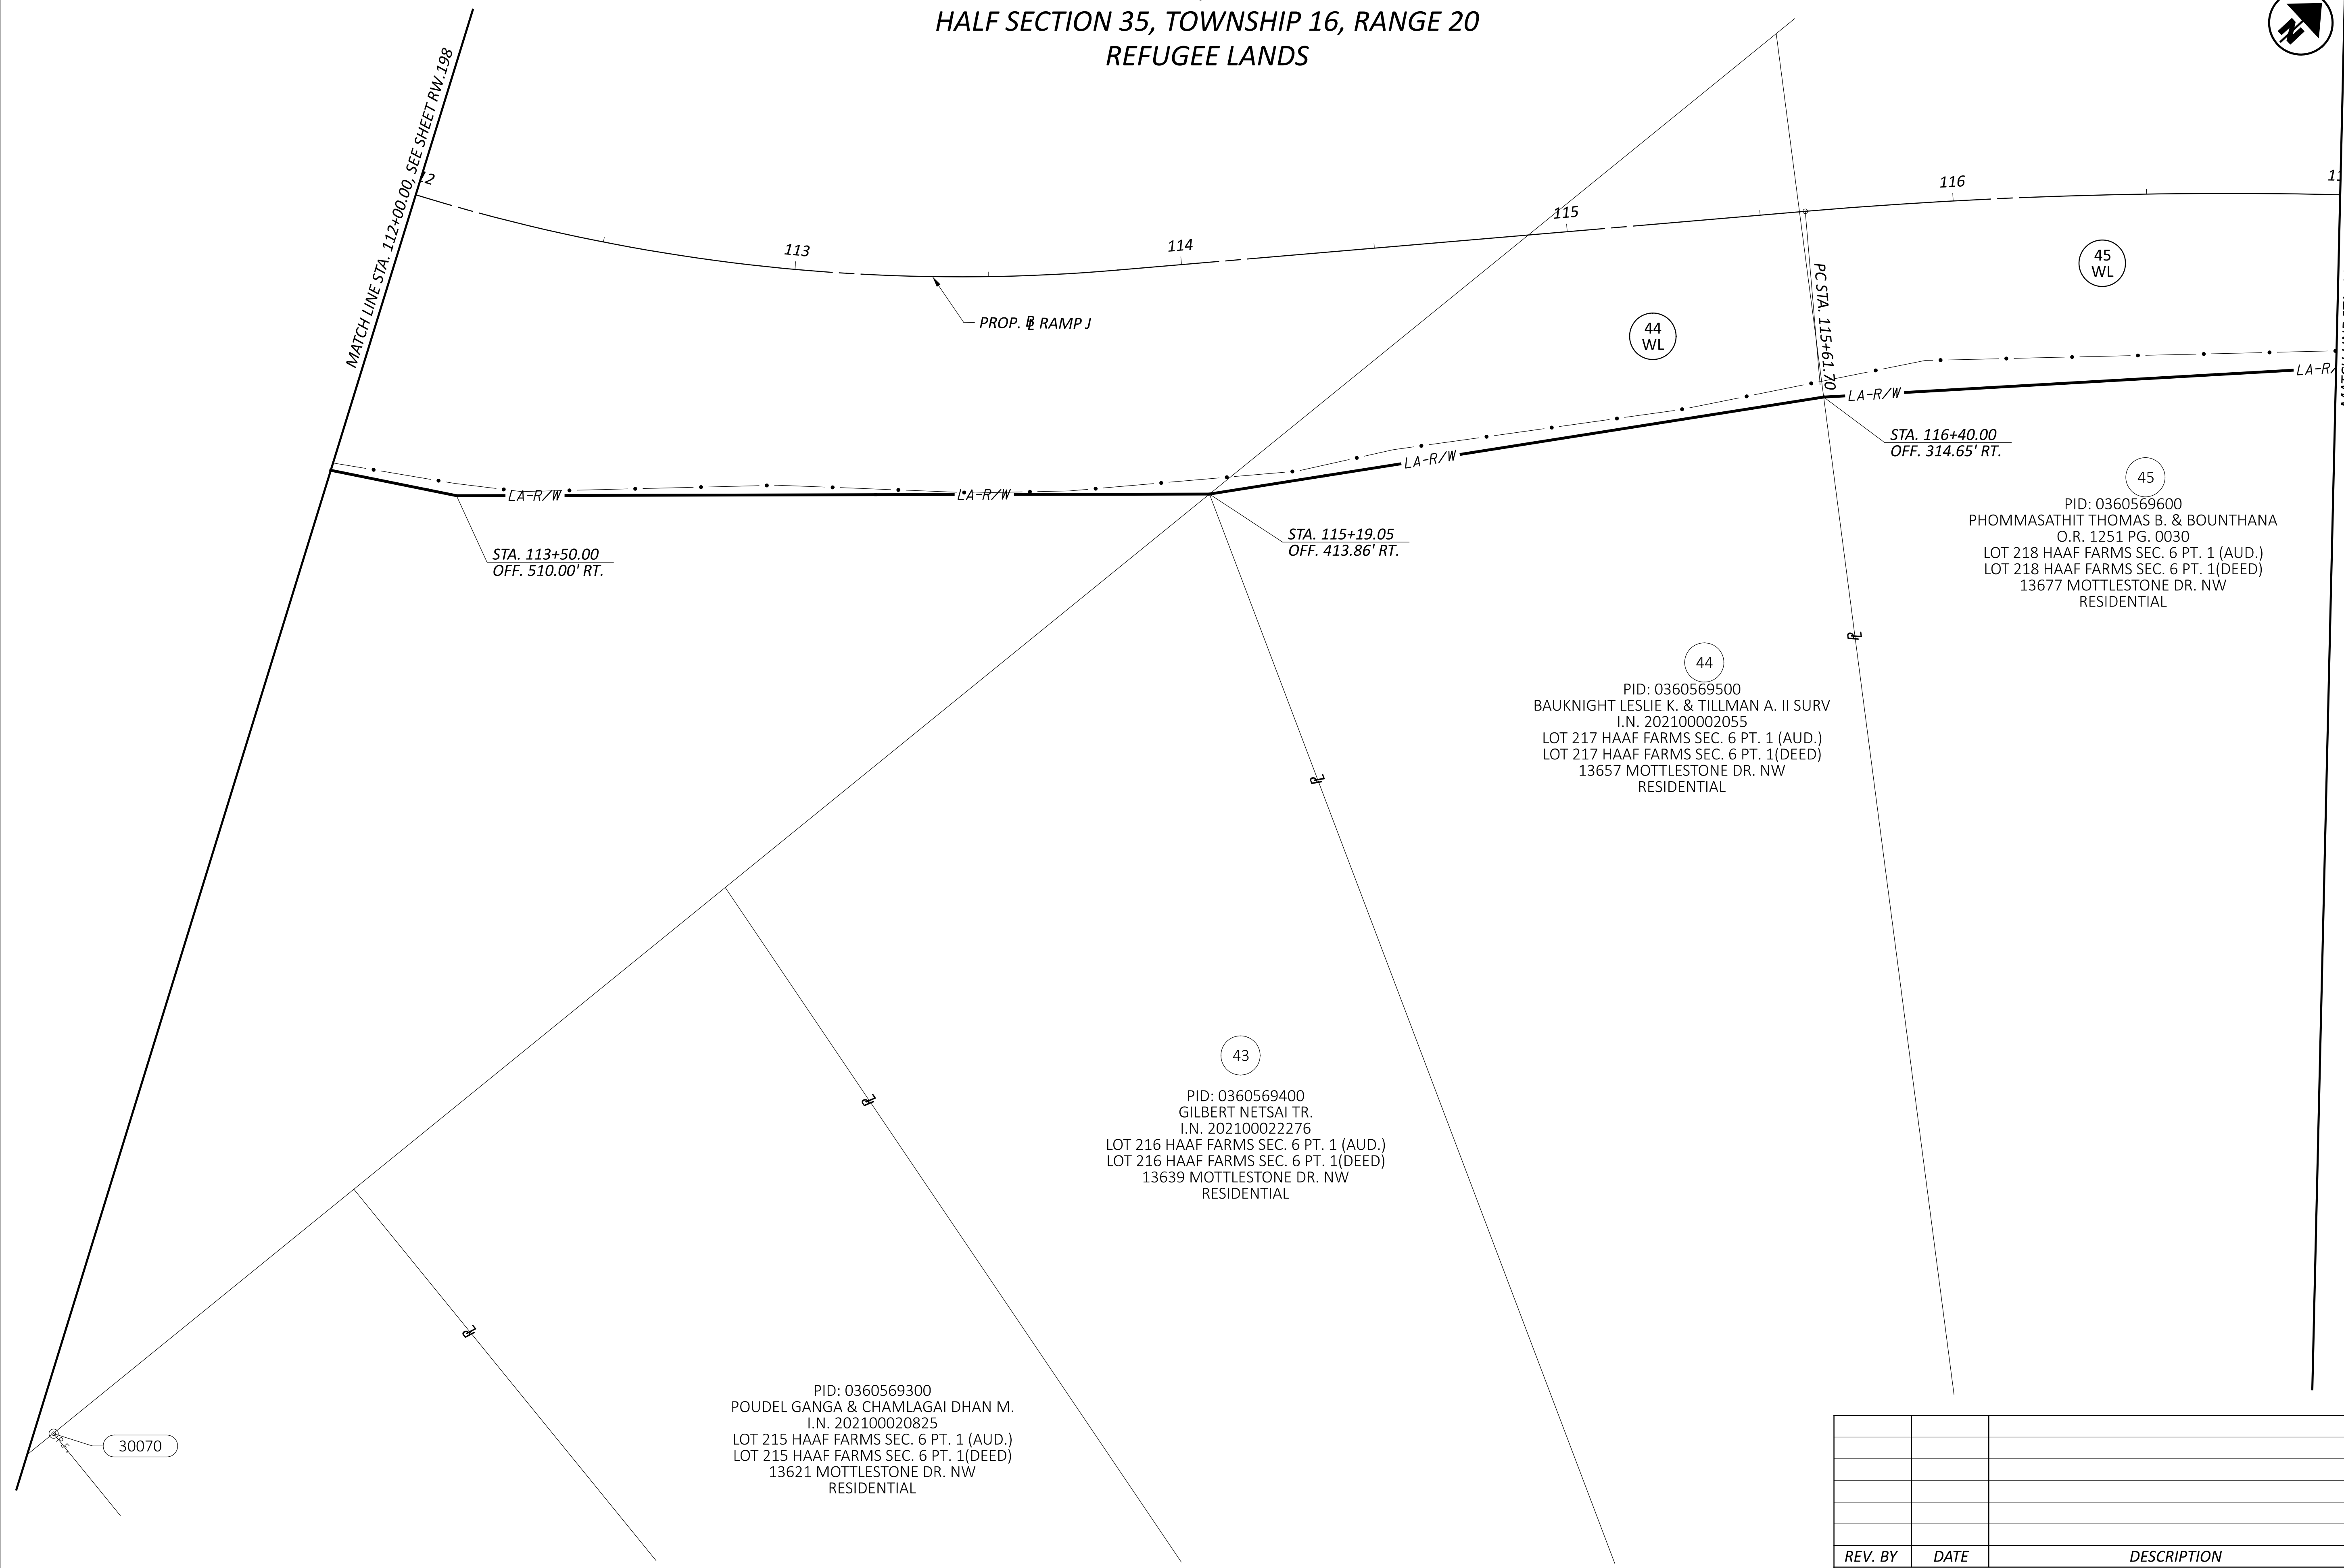 HALF SECTION 35, TOWNSHIP 16, RANGE 20
REFUGEE LANDS
N
MATCH LINE STA. 112+00.00, SEE SHEET RW.198
113
114
115
116
PROP. BL RAMP J
PC STA. 115+61.70
44
WL
45
WL
LA-R/W
LA-R/W
LA-R/W
LA-R/W
STA. 113+50.00
OFF. 510.00' RT.
STA. 115+19.05
OFF. 413.86' RT.
STA. 116+40.00
OFF. 314.65' RT.
45
PID: 0360569600
PHOMMASATHIT THOMAS B. & BOUNTHANA
O.R. 1251 PG. 0030
LOT 218 HAAF FARMS SEC. 6 PT. 1 (AUD.)
LOT 218 HAAF FARMS SEC. 6 PT. 1(DEED)
13677 MOTTLESTONE DR. NW
RESIDENTIAL
PL
44
PID: 0360569500
BAUKNIGHT LESLIE K. & TILLMAN A. II SURV
I.N. 202100002055
LOT 217 HAAF FARMS SEC. 6 PT. 1 (AUD.)
LOT 217 HAAF FARMS SEC. 6 PT. 1(DEED)
13657 MOTTLESTONE DR. NW
RESIDENTIAL
PL
43
PID: 0360569400
GILBERT NETSAI TR.
I.N. 202100022276
LOT 216 HAAF FARMS SEC. 6 PT. 1 (AUD.)
LOT 216 HAAF FARMS SEC. 6 PT. 1(DEED)
13639 MOTTLESTONE DR. NW
RESIDENTIAL
PL
PL
PID: 0360569300
POUDEL GANGA & CHAMLAGAI DHAN M.
I.N. 202100020825
LOT 215 HAAF FARMS SEC. 6 PT. 1 (AUD.)
LOT 215 HAAF FARMS SEC. 6 PT. 1(DEED)
13621 MOTTLESTONE DR. NW
RESIDENTIAL
30070
REV. BY DATE DESCRIPTION